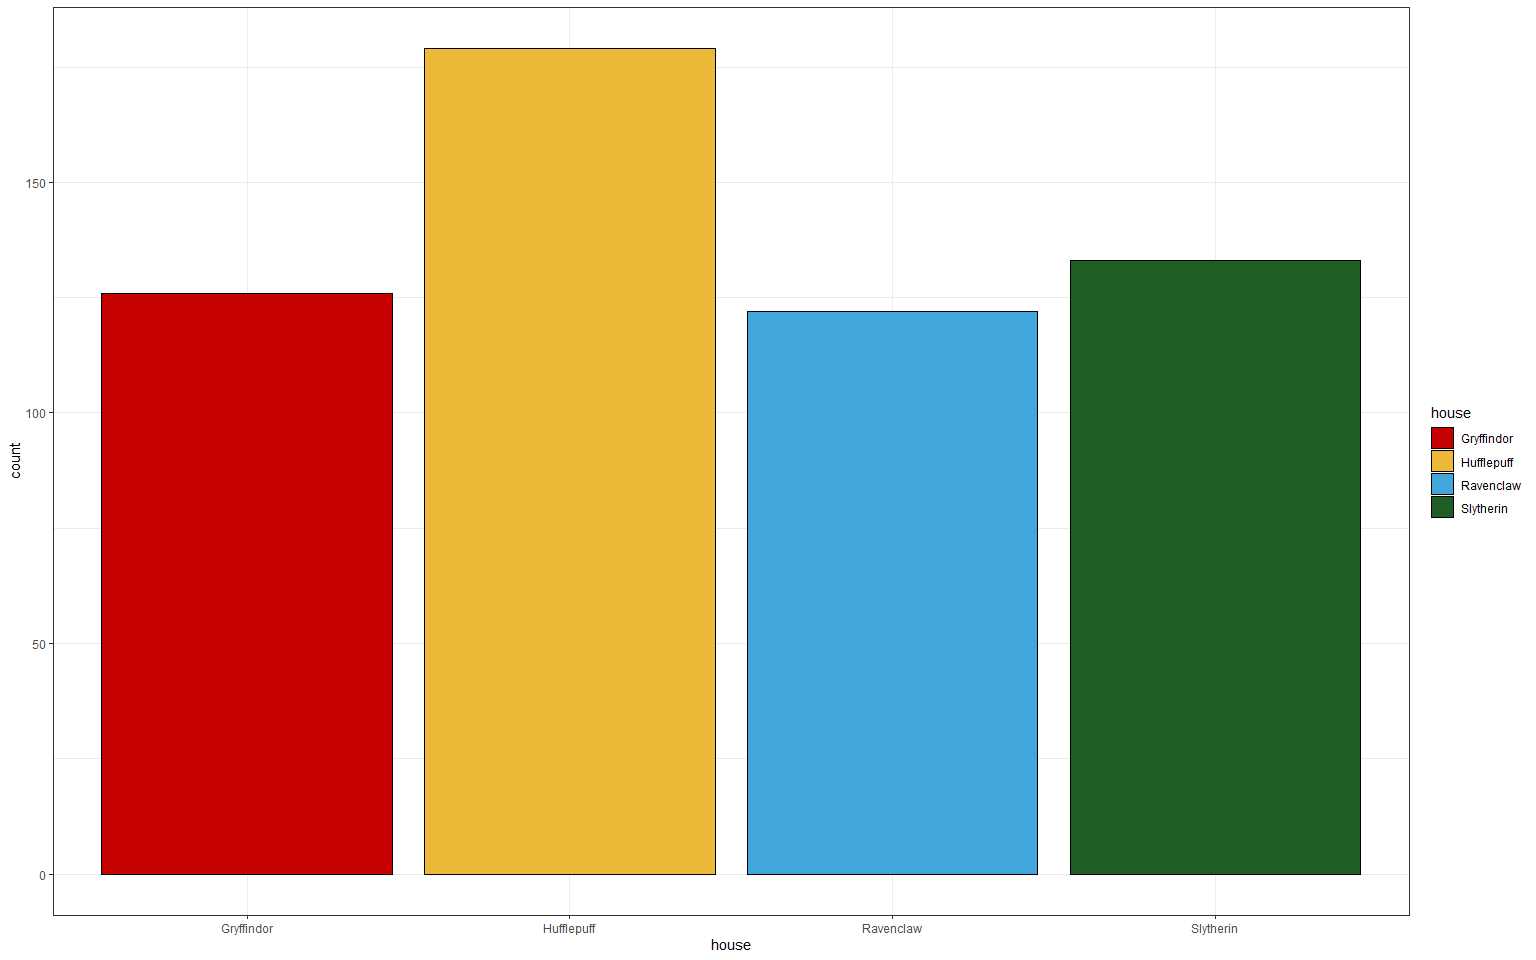 count
150
100
50
0
Gryffindor
Hufflepuff
Ravenclaw
Slytherin
house
house
Gryffindor
Hufflepuff
Ravenclaw
Slytherin